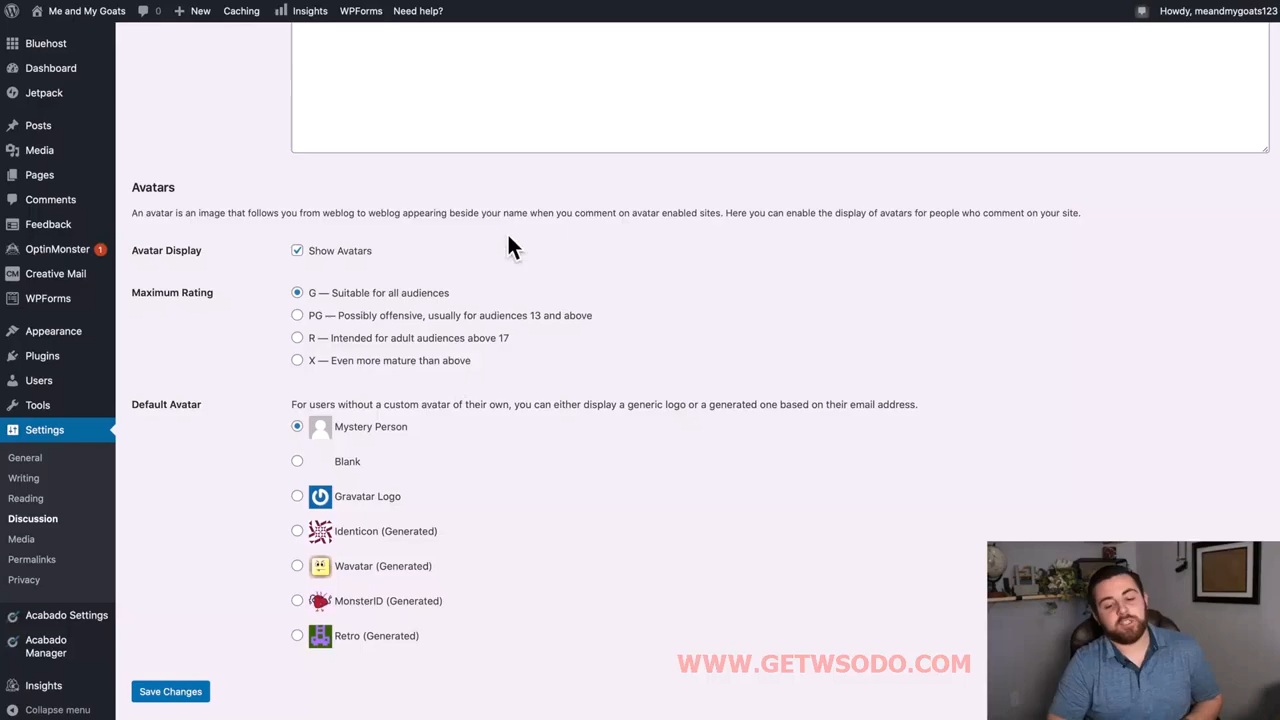 Me and My Goats 0 New Caching Insights WPForms Need help? Howdy, meandmygoats123
Bluehost
Dashboard
Jetpack
Posts
Media
Pages
Comments
Feedback
OptinMonster 1
CM Creative Mail
WPForms
Appearance
Plugins
Users
Tools
Settings
General
Writing
Reading
Discussion
Media
Permalinks
Privacy
Acabado Settings
Acabado
Manager
Insights
Collapse menu
Avatars
An avatar is an image that follows you from weblog to weblog appearing beside your name when you comment on avatar enabled sites. Here you can enable the display of avatars for people who comment on your site.
Avatar Display Show Avatars
Maximum Rating G — Suitable for all audiences
PG — Possibly offensive, usually for audiences 13 and above
R — Intended for adult audiences above 17
X — Even more mature than above
Default Avatar For users without a custom avatar of their own, you can either display a generic logo or a generated one based on their email address.
Mystery Person
Blank
Gravatar Logo
Identicon (Generated)
Wavatar (Generated)
MonsterID (Generated)
Retro (Generated)
Save Changes
WWW.GETWSODO.COM